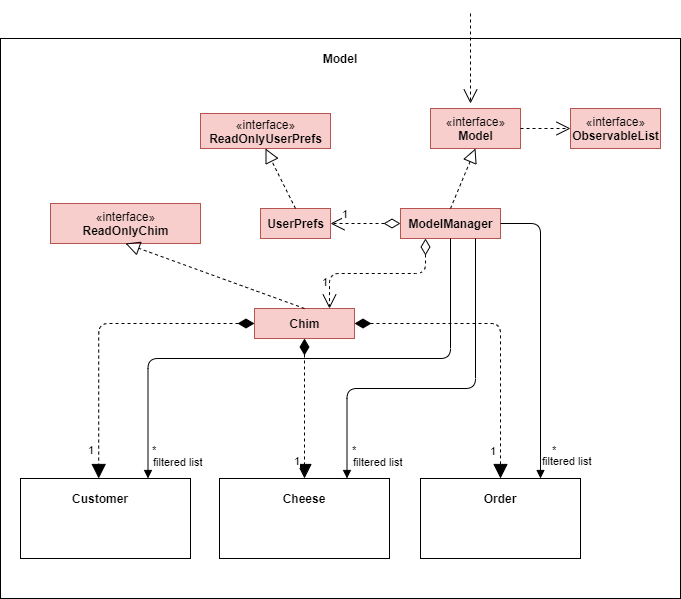 Model
«interface»
ReadOnlyUserPrefs
«interface»
Model
«interface»
ObservableList
«interface»
ReadOnlyChim
UserPrefs
1
ModelManager
1
Chim
1
*
filtered list
1
*
filtered list
1
*
filtered list
Customer
Cheese
Order